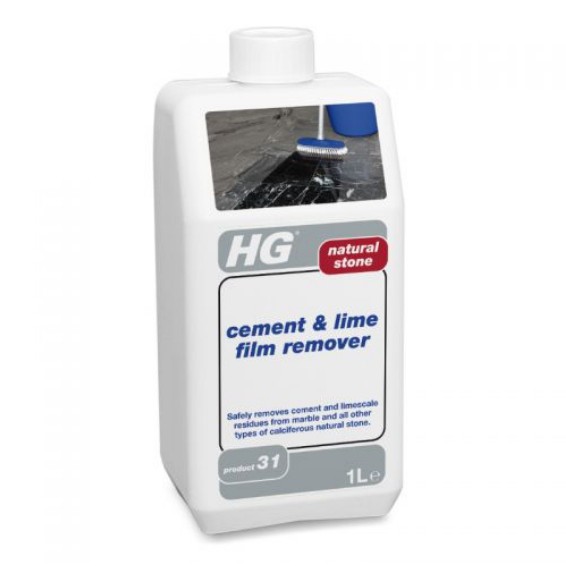 HG®
natural
stone
cement & lime
film remover
Safely removes cement and limescale
residues from marble and all other
types of calciferous natural stone.
product 31
1L℮